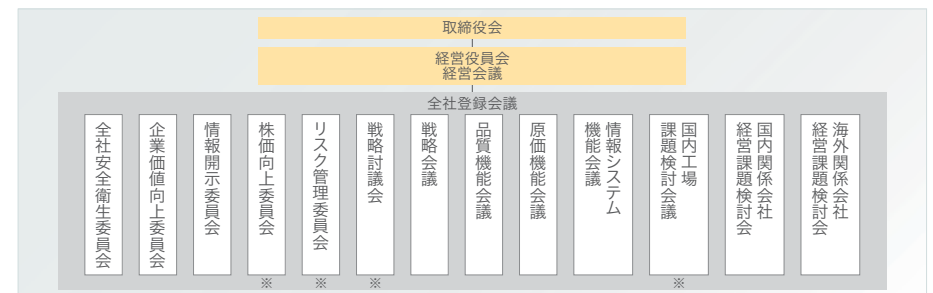 取締役会
経営役員会
経営会議
全社登録会議
全社安全衛生委員会
企業価値向上委員会
情報開示委員会
株価向上委員会
リスク管理委員会
戦略討議会
戦略会議
品質機能会議
原価機能会議
情報システム
機能会議
国内工場
課題検討会議
国内関係会社
経営課題検討会
海外関係会社
経営課題検討会
※
※
※
※